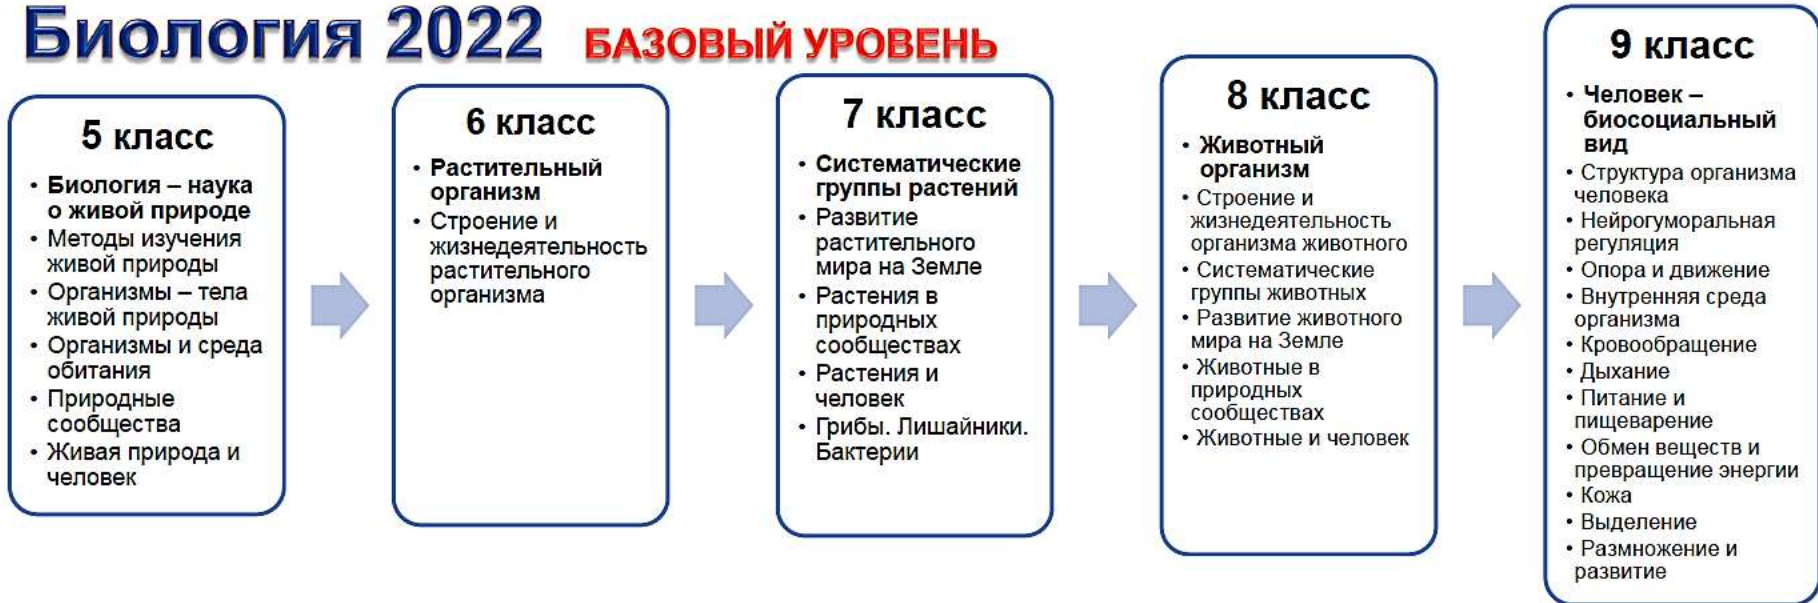 Биология 2022 БАЗОВЫЙ УРОВЕНЬ
5 класс
• Биология – наука
о живой природе
• Методы изучения
живой природы
• Организмы – тела
живой природы
• Организмы и среда
обитания
• Природные
сообщества
• Живая природа и
человек
6 класс
• Растительный
организм
• Строение и
жизнедеятельность
растительного
организма
7 класс
• Систематические
группы растений
• Развитие
растительного
мира на Земле
• Растения в
природных
сообществах
• Растения и
человек
• Грибы. Лишайники.
Бактерии
8 класс
• Животный
организм
• Строение и
жизнедеятельность
организма животного
• Систематические
группы животных
• Развитие животного
мира на Земле
• Животные в
природных
сообществах
• Животные и человек
9 класс
• Человек –
биосоциальный
вид
• Структура организма
человека
• Нейрогуморальная
регуляция
• Опора и движение
• Внутренняя среда
организма
• Кровообращение
• Дыхание
• Питание и
пищеварение
• Обмен веществ и
превращение энергии
• Кожа
• Выделение
• Размножение и
развитие